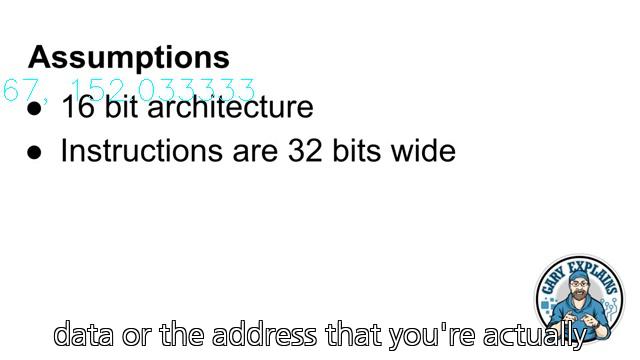 Assumptions
67, 152.033333
● 16 bit architecture
● Instructions are 32 bits wide
GARY EXPLAINS
data or the address that you're actually